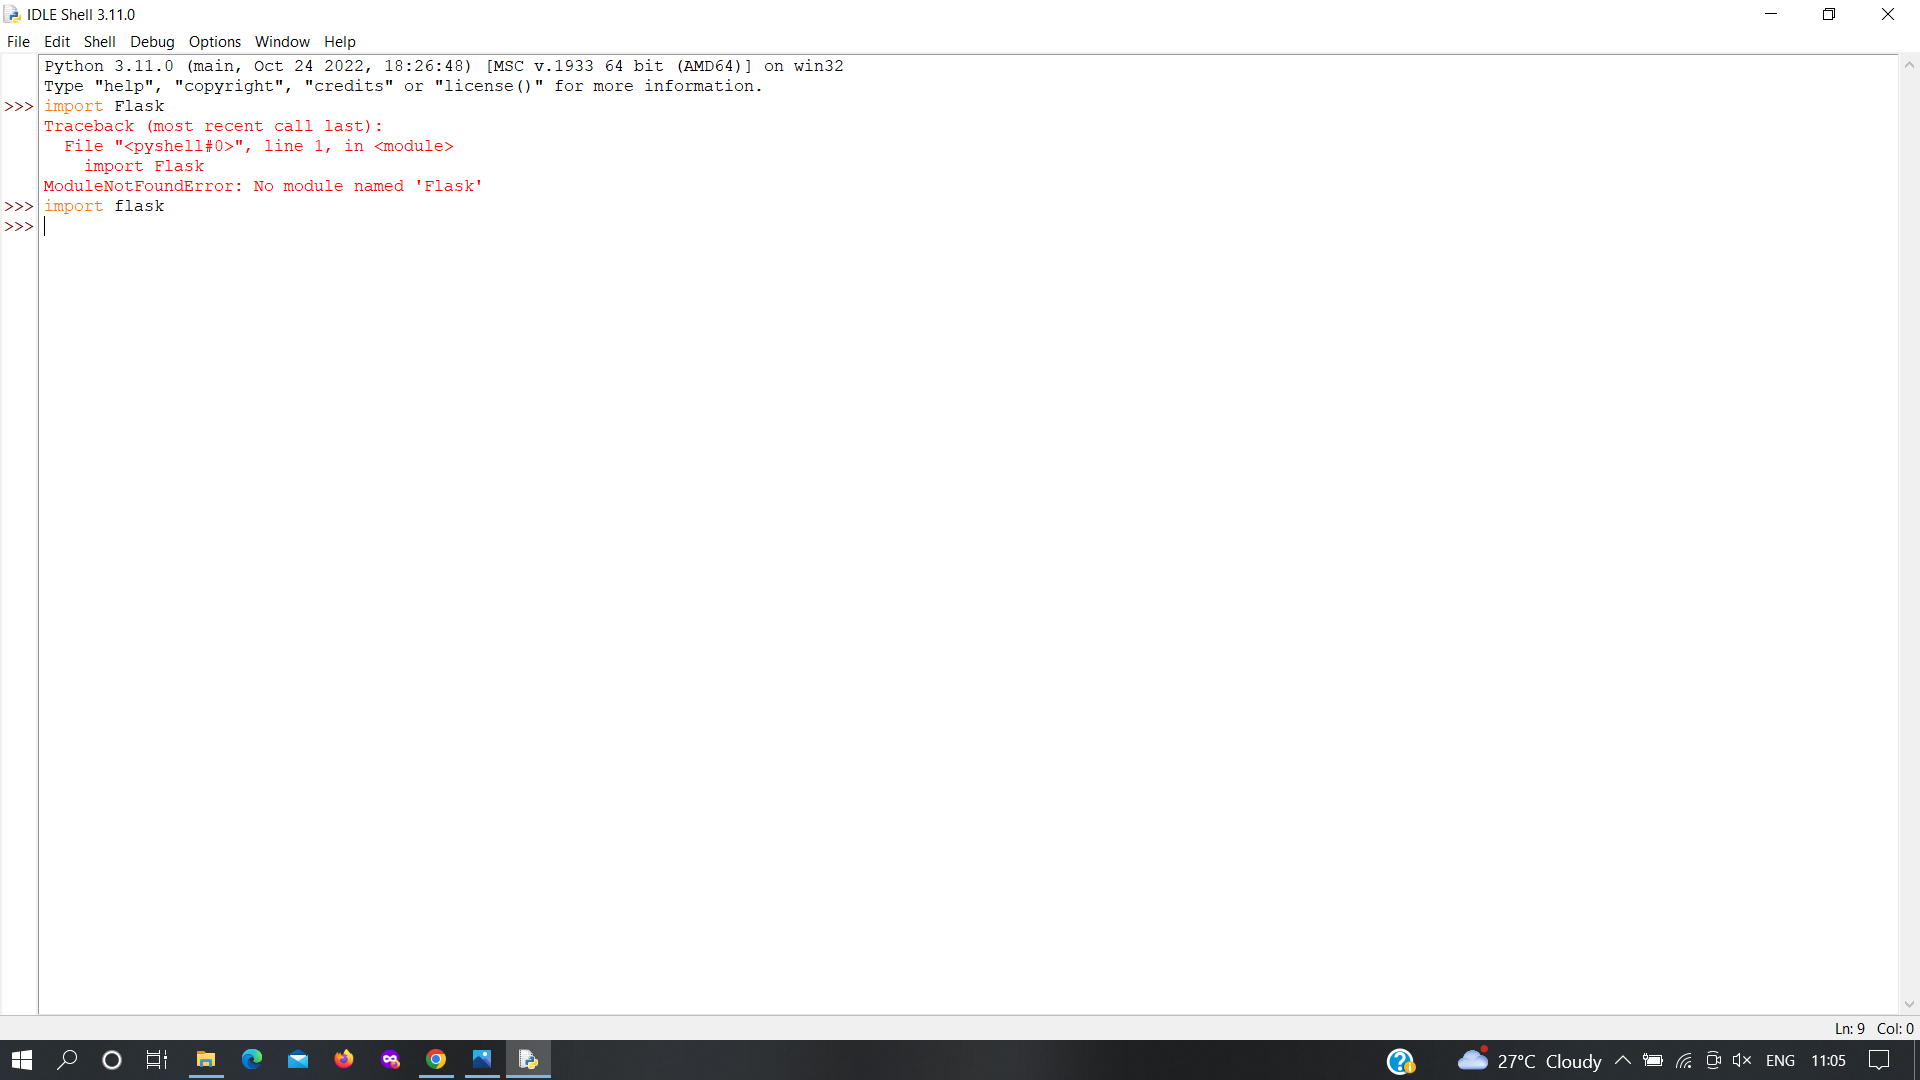 IDLE Shell 3.11.0
File Edit Shell Debug Options Window Help
Python 3.11.0 (main, Oct 24 2022, 18:26:48) [MSC v.1933 64 bit (AMD64)] on win32
Type "help", "copyright", "credits" or "license()" for more information.
>>> import Flask
Traceback (most recent call last):
  File "<pyshell#0>", line 1, in <module>
    import Flask
ModuleNotFoundError: No module named 'Flask'
>>> import flask
>>>
Ln: 9 Col: 0
27°C Cloudy ENG 11:05